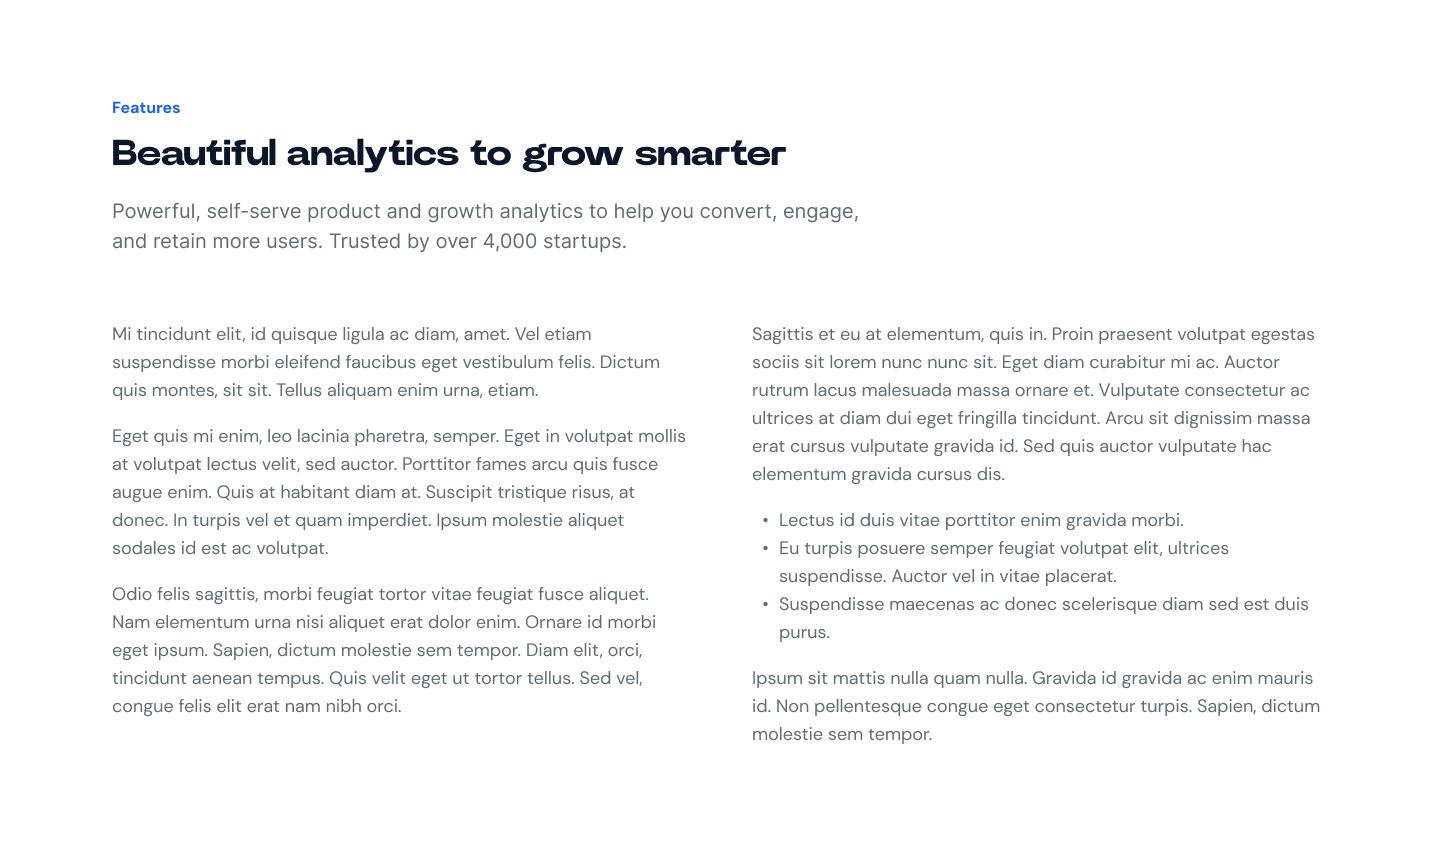 Features
Beautiful analytics to grow smarter
Powerful, self-serve product and growth analytics to help you convert, engage,
and retain more users. Trusted by over 4,000 startups.
Mi tincidunt elit, id quisque ligula ac diam, amet. Vel etiam
suspendisse morbi eleifend faucibus eget vestibulum felis. Dictum
quis montes, sit sit. Tellus aliquam enim urna, etiam.
Eget quis mi enim, leo lacinia pharetra, semper. Eget in volutpat mollis
at volutpat lectus velit, sed auctor. Porttitor fames arcu quis fusce
augue enim. Quis at habitant diam at. Suscipit tristique risus, at
donec. In turpis vel et quam imperdiet. Ipsum molestie aliquet
sodales id est ac volutpat.
Odio felis sagittis, morbi feugiat tortor vitae feugiat fusce aliquet.
Nam elementum urna nisi aliquet erat dolor enim. Ornare id morbi
eget ipsum. Sapien, dictum molestie sem tempor. Diam elit, orci,
tincidunt aenean tempus. Quis velit eget ut tortor tellus. Sed vel,
congue felis elit erat nam nibh orci.
Sagittis et eu at elementum, quis in. Proin praesent volutpat egestas
sociis sit lorem nunc nunc sit. Eget diam curabitur mi ac. Auctor
rutrum lacus malesuada massa ornare et. Vulputate consectetur ac
ultrices at diam dui eget fringilla tincidunt. Arcu sit dignissim massa
erat cursus vulputate gravida id. Sed quis auctor vulputate hac
elementum gravida cursus dis.
• Lectus id duis vitae porttitor enim gravida morbi.
• Eu turpis posuere semper feugiat volutpat elit, ultrices
suspendisse. Auctor vel in vitae placerat.
• Suspendisse maecenas ac donec scelerisque diam sed est duis
purus.
Ipsum sit mattis nulla quam nulla. Gravida id gravida ac enim mauris
id. Non pellentesque congue eget consectetur turpis. Sapien, dictum
molestie sem tempor.